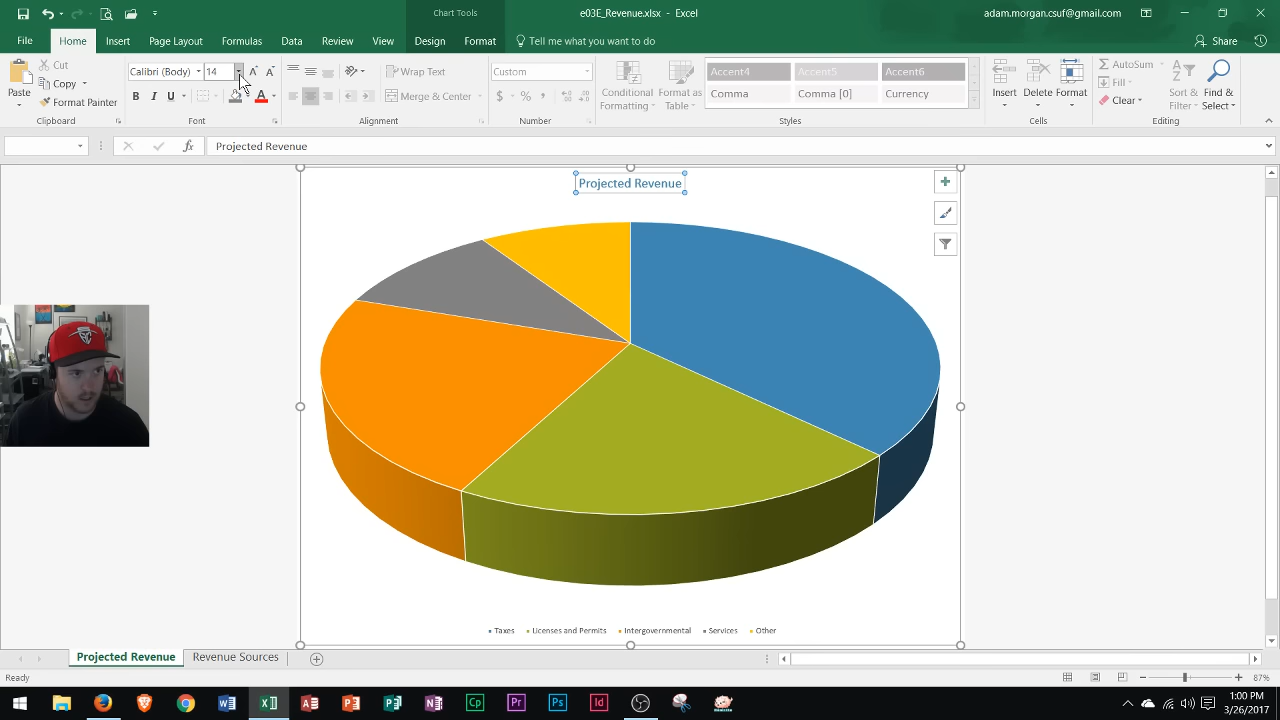 Chart Tools
e03E_Revenue.xlsx - Excel
adam.morgan.csuf@gmail.com
File Home Insert Page Layout Formulas Data Review View Design Format Tell me what you want to do Share
Paste
Cut
Copy
Format Painter
Clipboard
Calibri (Body) 14
B I U
Font
Wrap Text
Merge & Center
Alignment
Custom
$ % ,
Number
Conditional Formatting
Format as Table
Accent4 Accent5 Accent6
Comma Comma [0] Currency
Styles
Insert Delete Format
Cells
AutoSum
Fill
Clear
Sort & Filter
Find & Select
Editing
fx Projected Revenue
Projected Revenue
Taxes Licenses and Permits Intergovernmental Services Other
Projected Revenue Revenue Sources
Ready
87%
1:00 PM
3/26/2017